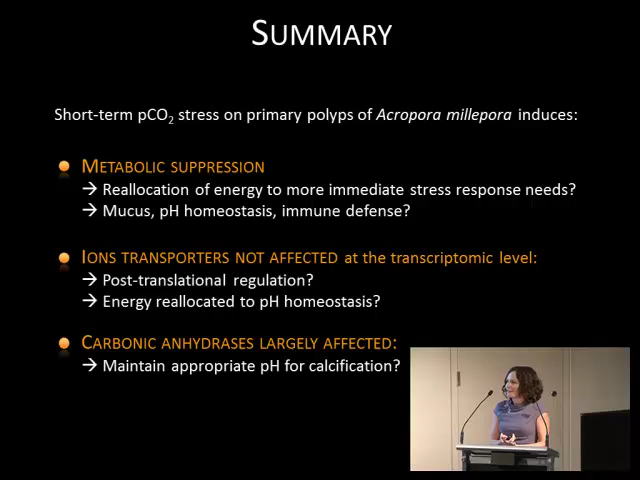 SUMMARY
Short-term pCO₂ stress on primary polyps of Acropora millepora induces:
METABOLIC SUPPRESSION
→ Reallocation of energy to more immediate stress response needs?
→ Mucus, pH homeostasis, immune defense?
IONS TRANSPORTERS NOT AFFECTED at the transcriptomic level:
→ Post-translational regulation?
→ Energy reallocated to pH homeostasis?
CARBONIC ANHYDRASES LARGELY AFFECTED:
→ Maintain appropriate pH for calcification?